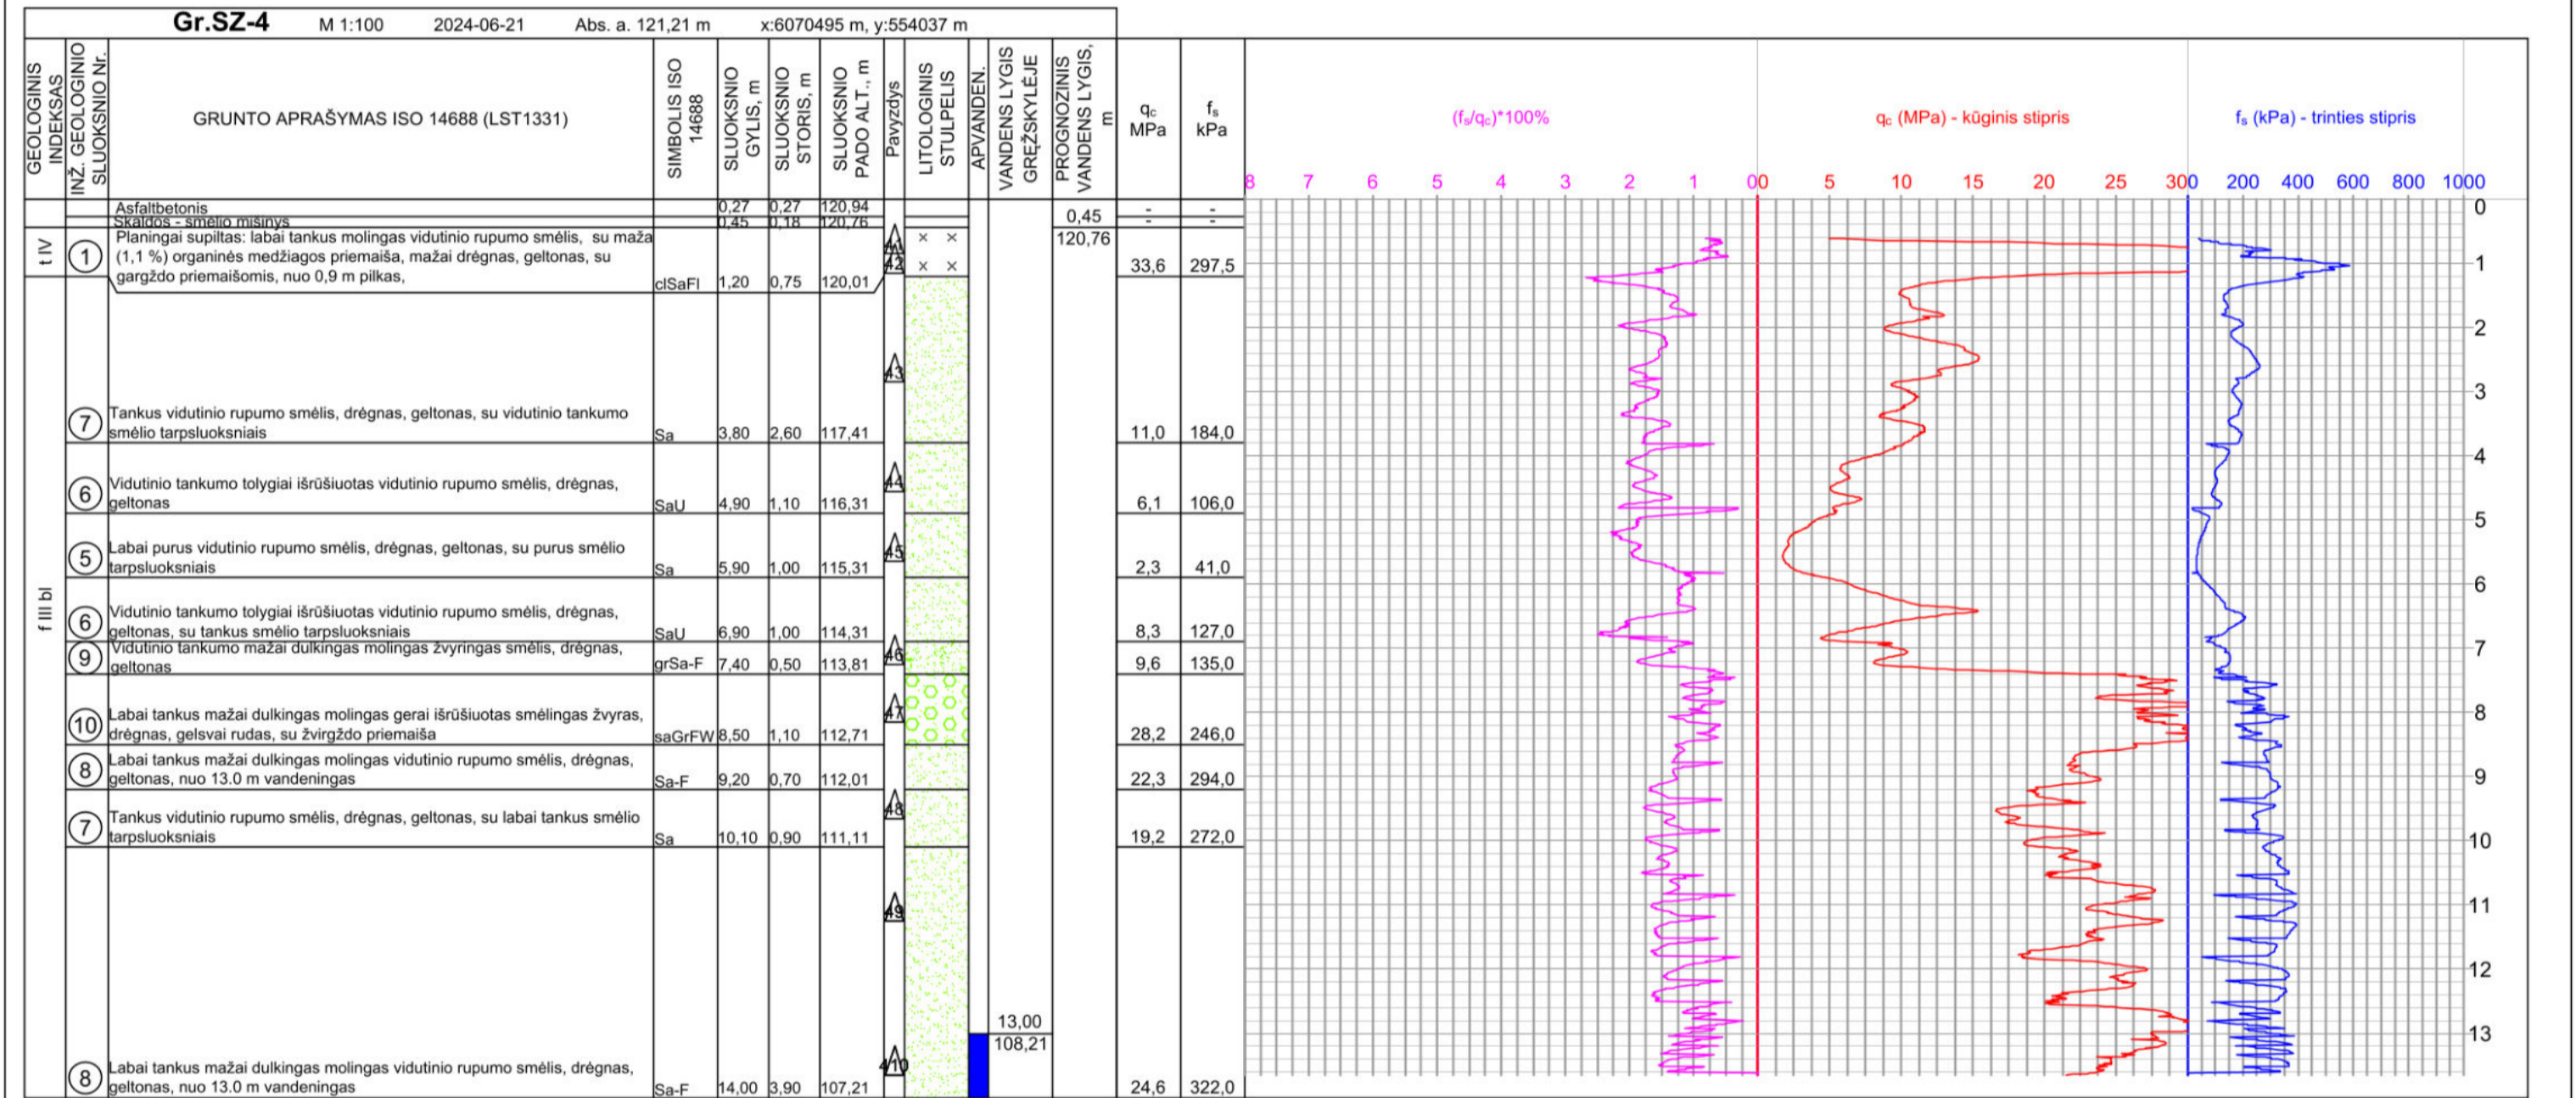 Gr.SZ-4 M 1:100 2024-06-21 Abs. a. 121,21 m x:6070495 m, y:554037 m
GEOLOGINIS
INDEKSAS
INŽ. GEOLOGINIO
SLUOKSNIO Nr.
GRUNTO APRAŠYMAS ISO 14688 (LST1331)
SIMBOLIS ISO
14688
SLUOKSNIO
GYLIS, m
SLUOKSNIO
STORIS, m
SLUOKSNIO
PADO ALT., m
Pavyzdys
LITOLOGINIS
STULPELIS
APVANDEN.
VANDENS LYGIS
GRĘŽSKYLĖJE
PROGNOZINIS
VANDENS LYGIS,
m
qc
MPa
fs
kPa
(fs/qc)*100%
qc (MPa) - kūginis stipris
fs (kPa) - trinties stipris
8 7 6 5 4 3 2 1 0
0 5 10 15 20 25 30
0 200 400 600 800 1000
Asfaltbetonis 0,27 0,27 120,94 - -
Skaldos - smėlio mišinys 0,45 0,18 120,76 - -
0,45
120,76
t IV
1
Planingai supiltas: labai tankus molingas vidutinio rupumo smėlis, su maža
(1,1 %) organinės medžiagos priemaiša, mažai drėgnas, geltonas, su
gargždo priemaišomis, nuo 0,9 m pilkas,
clSaFl 1,20 0,75 120,01 33,6 297,5
41
42
f III bl
43
7
Tankus vidutinio rupumo smėlis, drėgnas, geltonas, su vidutinio tankumo
smėlio tarpsluoksniais
Sa 3,80 2,60 117,41 11,0 184,0
6
Vidutinio tankumo tolygiai išrūšiuotas vidutinio rupumo smėlis, drėgnas,
geltonas
SaU 4,90 1,10 116,31 6,1 106,0
44
5
Labai purus vidutinio rupumo smėlis, drėgnas, geltonas, su purus smėlio
tarpsluoksniais
Sa 5,90 1,00 115,31 2,3 41,0
45
6
Vidutinio tankumo tolygiai išrūšiuotas vidutinio rupumo smėlis, drėgnas,
geltonas, su tankus smėlio tarpsluoksniais
SaU 6,90 1,00 114,31 8,3 127,0
9
Vidutinio tankumo mažai dulkingas molingas žvyringas smėlis, drėgnas,
geltonas
grSa-F 7,40 0,50 113,81 9,6 135,0
46
10
Labai tankus mažai dulkingas molingas gerai išrūšiuotas smėlingas žvyras,
drėgnas, gelsvai rudas, su žvirgždo priemaiša
saGrFW 8,50 1,10 112,71 28,2 246,0
47
8
Labai tankus mažai dulkingas molingas vidutinio rupumo smėlis, drėgnas,
geltonas, nuo 13.0 m vandeningas
Sa-F 9,20 0,70 112,01 22,3 294,0
7
Tankus vidutinio rupumo smėlis, drėgnas, geltonas, su labai tankus smėlio
tarpsluoksniais
Sa 10,10 0,90 111,11 19,2 272,0
48
49
13,00
108,21
8
Labai tankus mažai dulkingas molingas vidutinio rupumo smėlis, drėgnas,
geltonas, nuo 13.0 m vandeningas
Sa-F 14,00 3,90 107,21 24,6 322,0
410
0
1
2
3
4
5
6
7
8
9
10
11
12
13